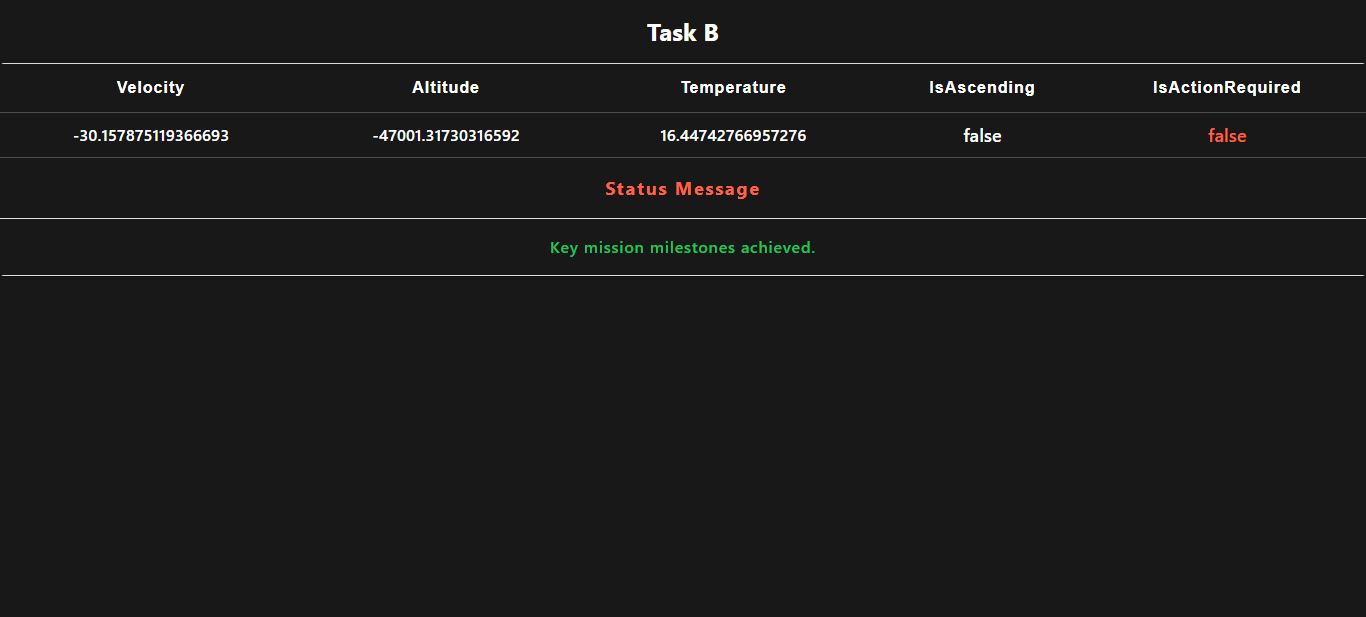 Task B
Velocity Altitude Temperature IsAscending IsActionRequired
-30.157875119366693 -47001.31730316592 16.44742766957276 false false
Status Message
Key mission milestones achieved.